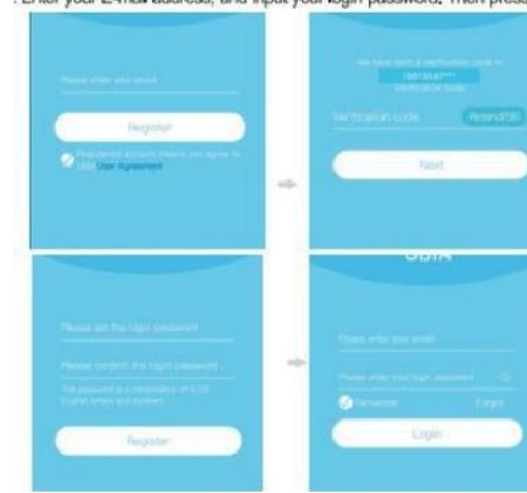 : Enter your E-mail address, and input your login password. Then press
Please enter your email
Register
Registered account means you agree to
User Agreement
We have sent a verification code to
verification code
Verification code
Next
Please set the login password
Please confirm the login password
The password is a combination of
English letters and numbers
Register
Please enter your email
Please enter your login password
Remember
Forgot
Login